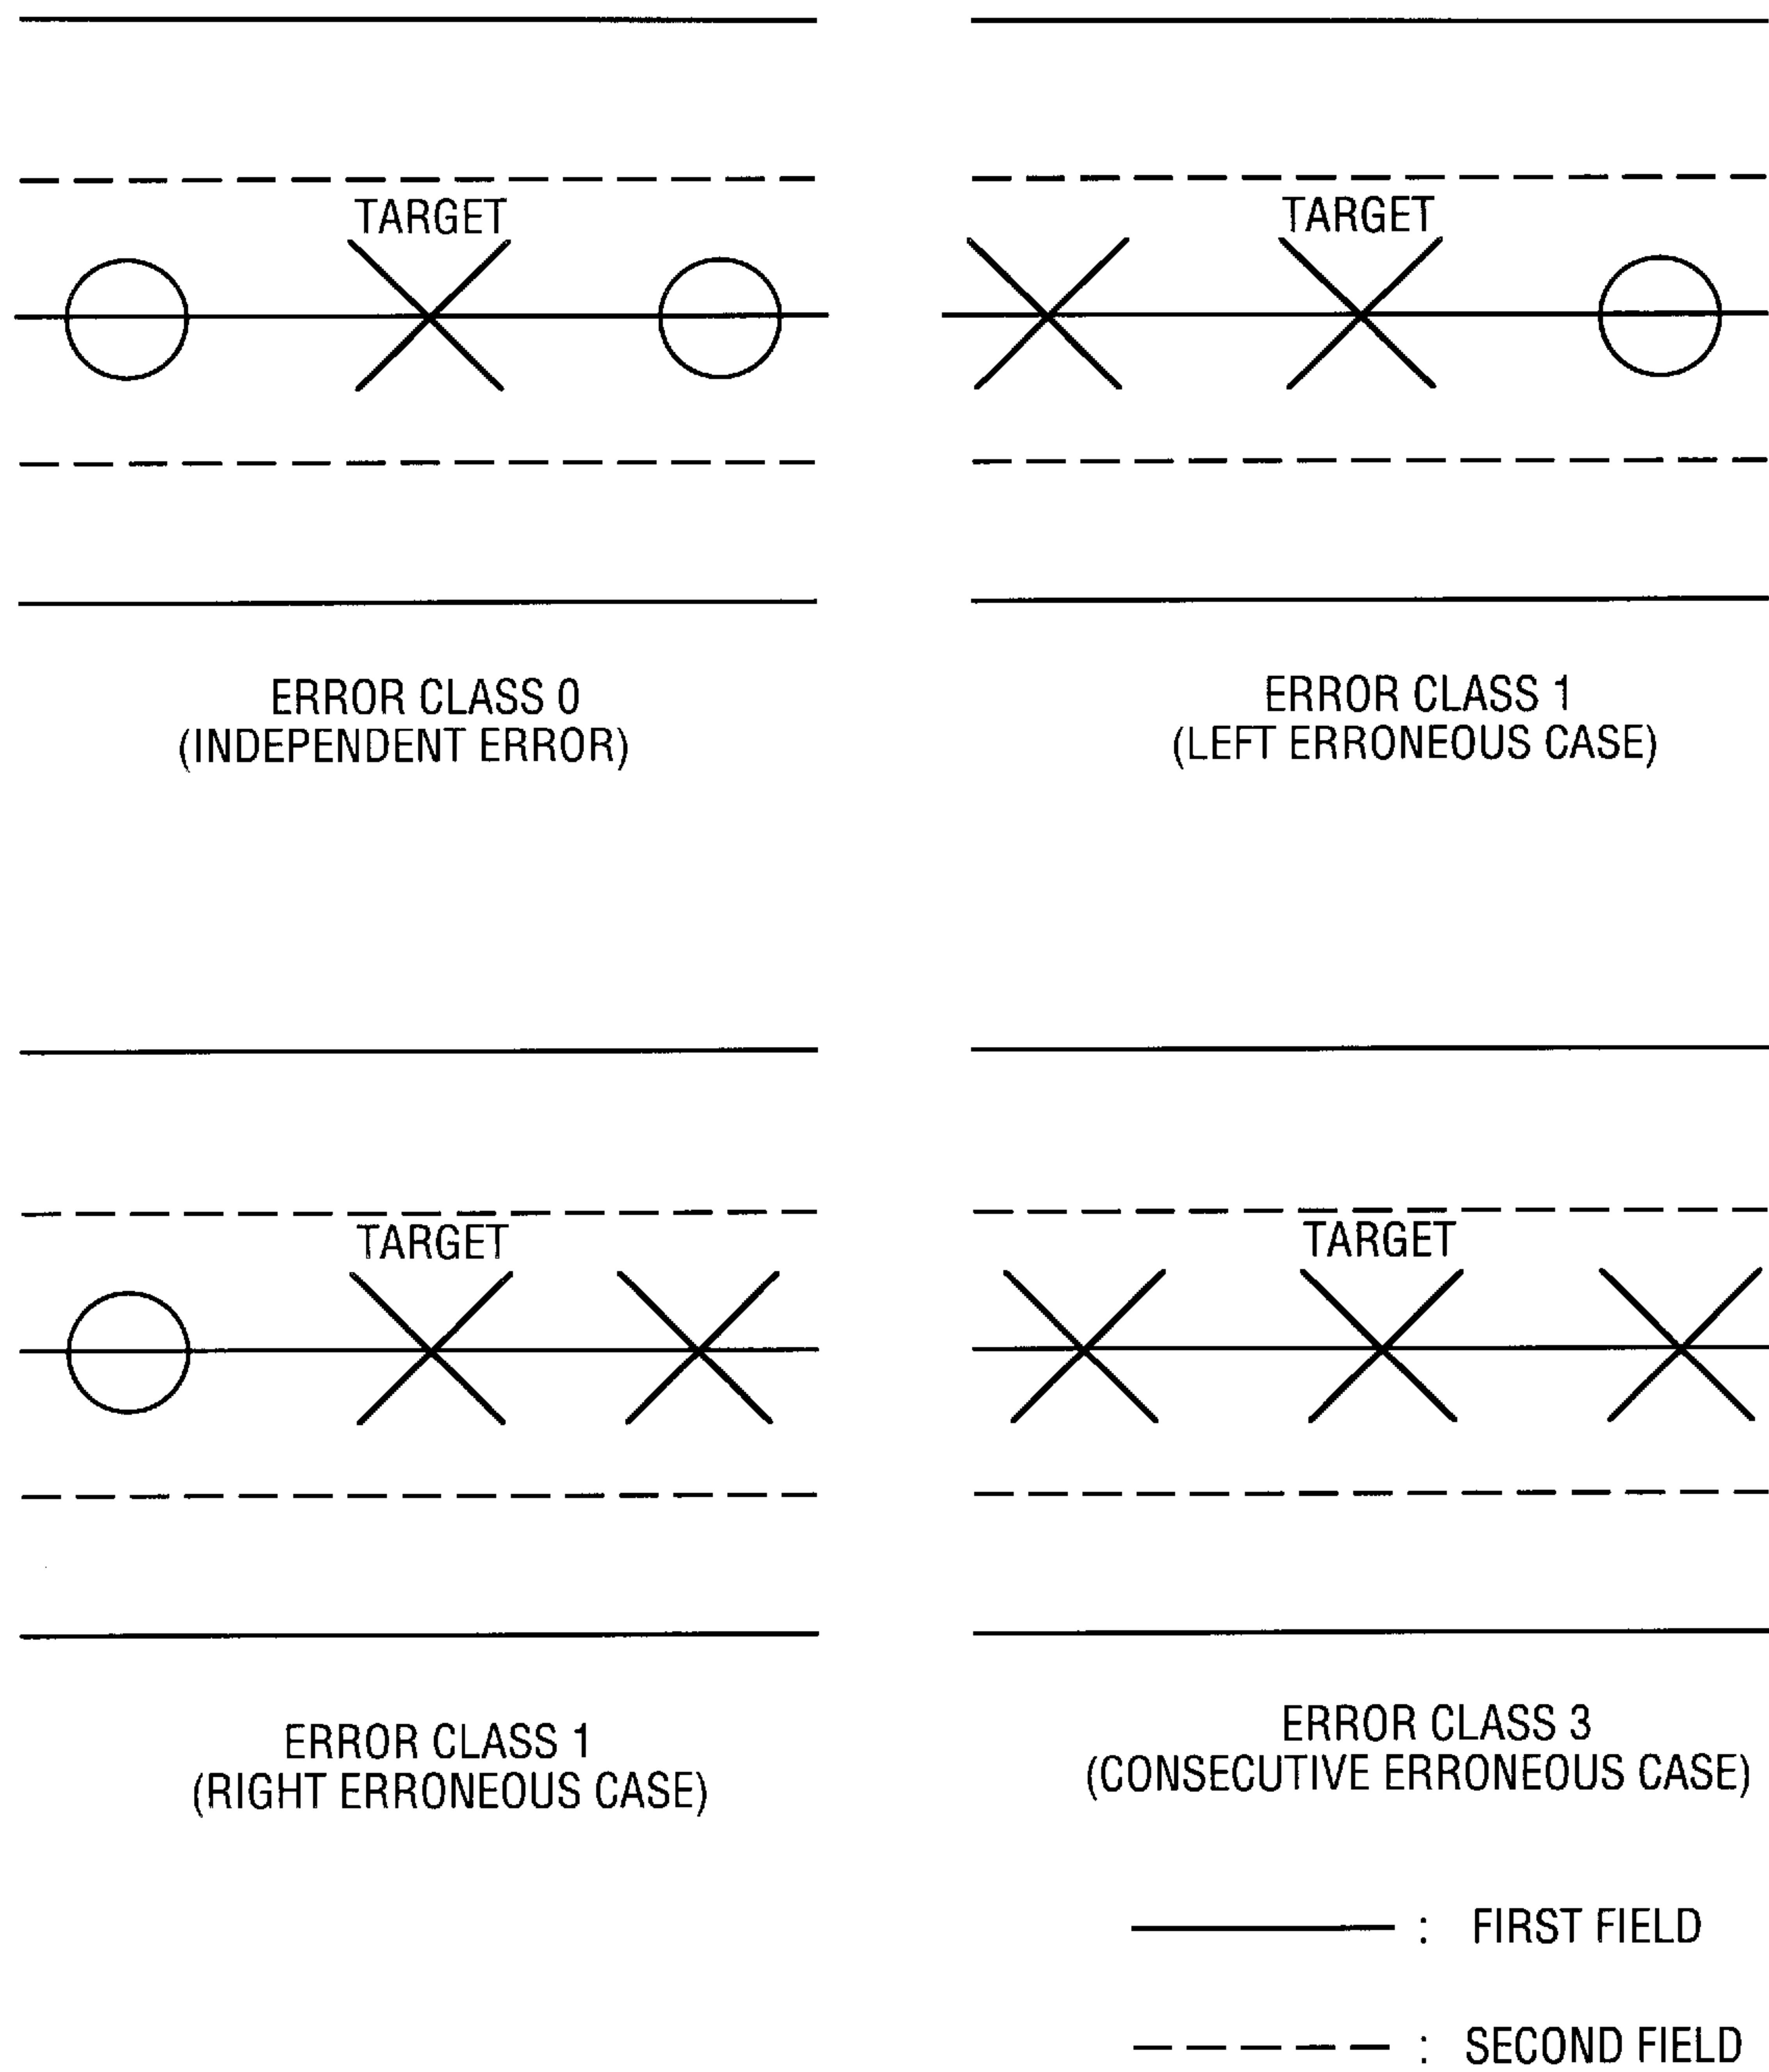 TARGET
ERROR CLASS 0
(INDEPENDENT ERROR)
TARGET
ERROR CLASS 1
(LEFT ERRONEOUS CASE)
TARGET
ERROR CLASS 1
(RIGHT ERRONEOUS CASE)
TARGET
ERROR CLASS 3
(CONSECUTIVE ERRONEOUS CASE)
: FIRST FIELD
: SECOND FIELD